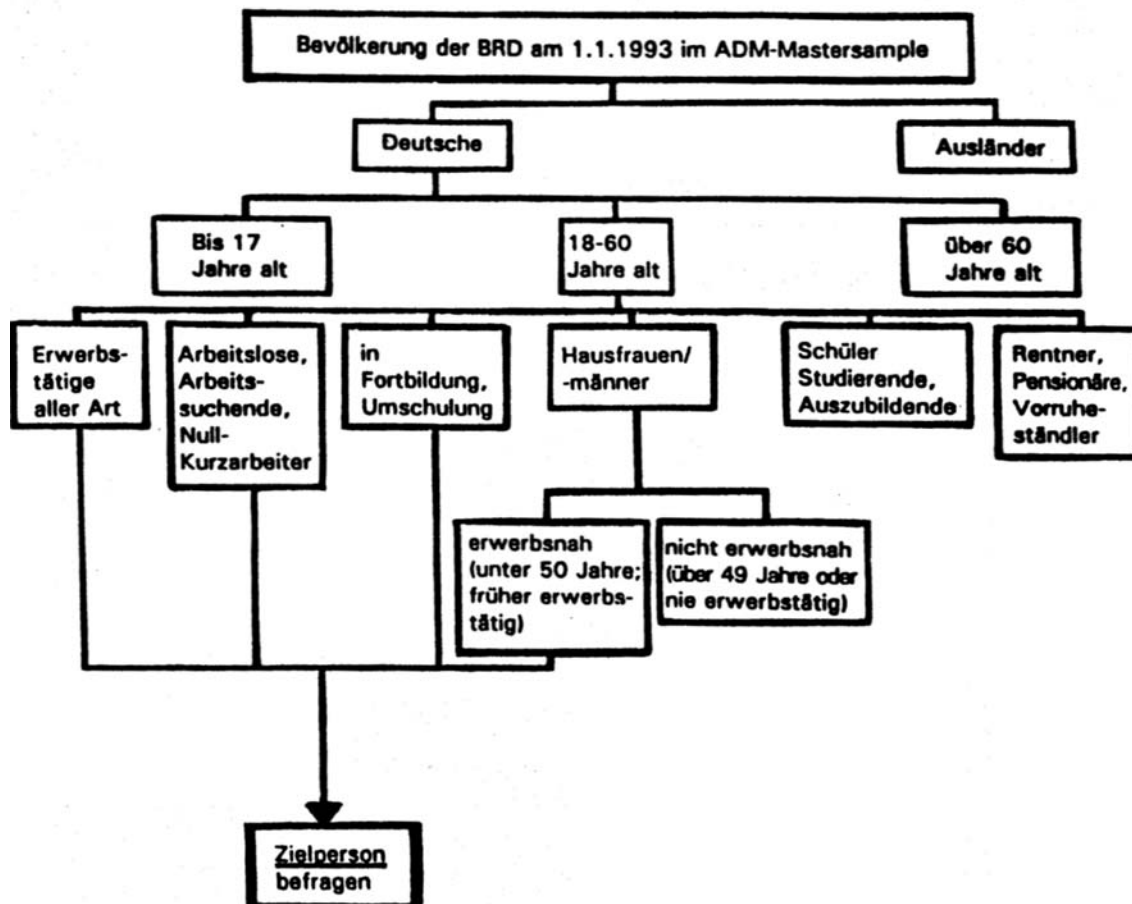 Bevölkerung der BRD am 1.1.1993 im ADM-Mastersample
Deutsche
Ausländer
Bis 17
Jahre alt
18-60
Jahre alt
über 60
Jahre alt
Erwerbs-
tätige
aller Art
Arbeitslose,
Arbeits-
suchende,
Null-
Kurzarbeiter
in
Fortbildung,
Umschulung
Hausfrauen/
-männer
Schüler
Studierende,
Auszubildende
Rentner,
Pensionäre,
Vorruhe-
ständler
erwerbsnah
(unter 50 Jahre;
früher erwerbs-
tätig)
nicht erwerbsnah
(über 49 Jahre oder
nie erwerbstätig)
Zielperson
befragen